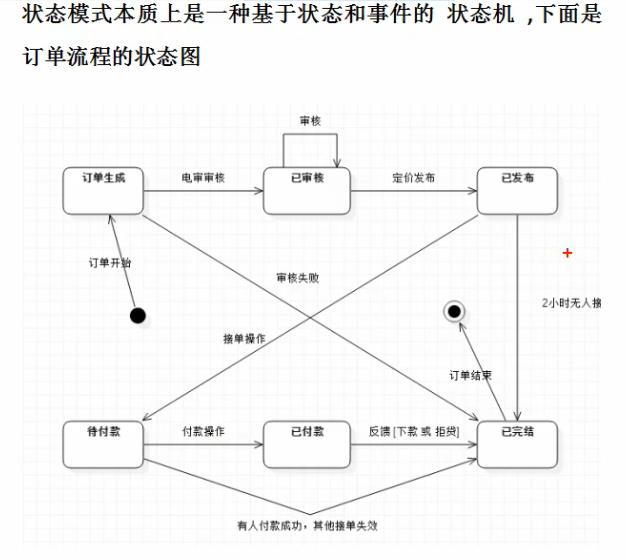 状态模式本质上是一种基于状态和事件的 状态机 ,下面是
订单流程的状态图
审核
订单生成
电审审核
已审核
定价发布
已发布
订单开始
审核失败
2小时无人接
接单操作
订单结束
待付款
付款操作
已付款
反馈 [下款 或 拒贷]
已完结
有人付款成功，其他接单失效